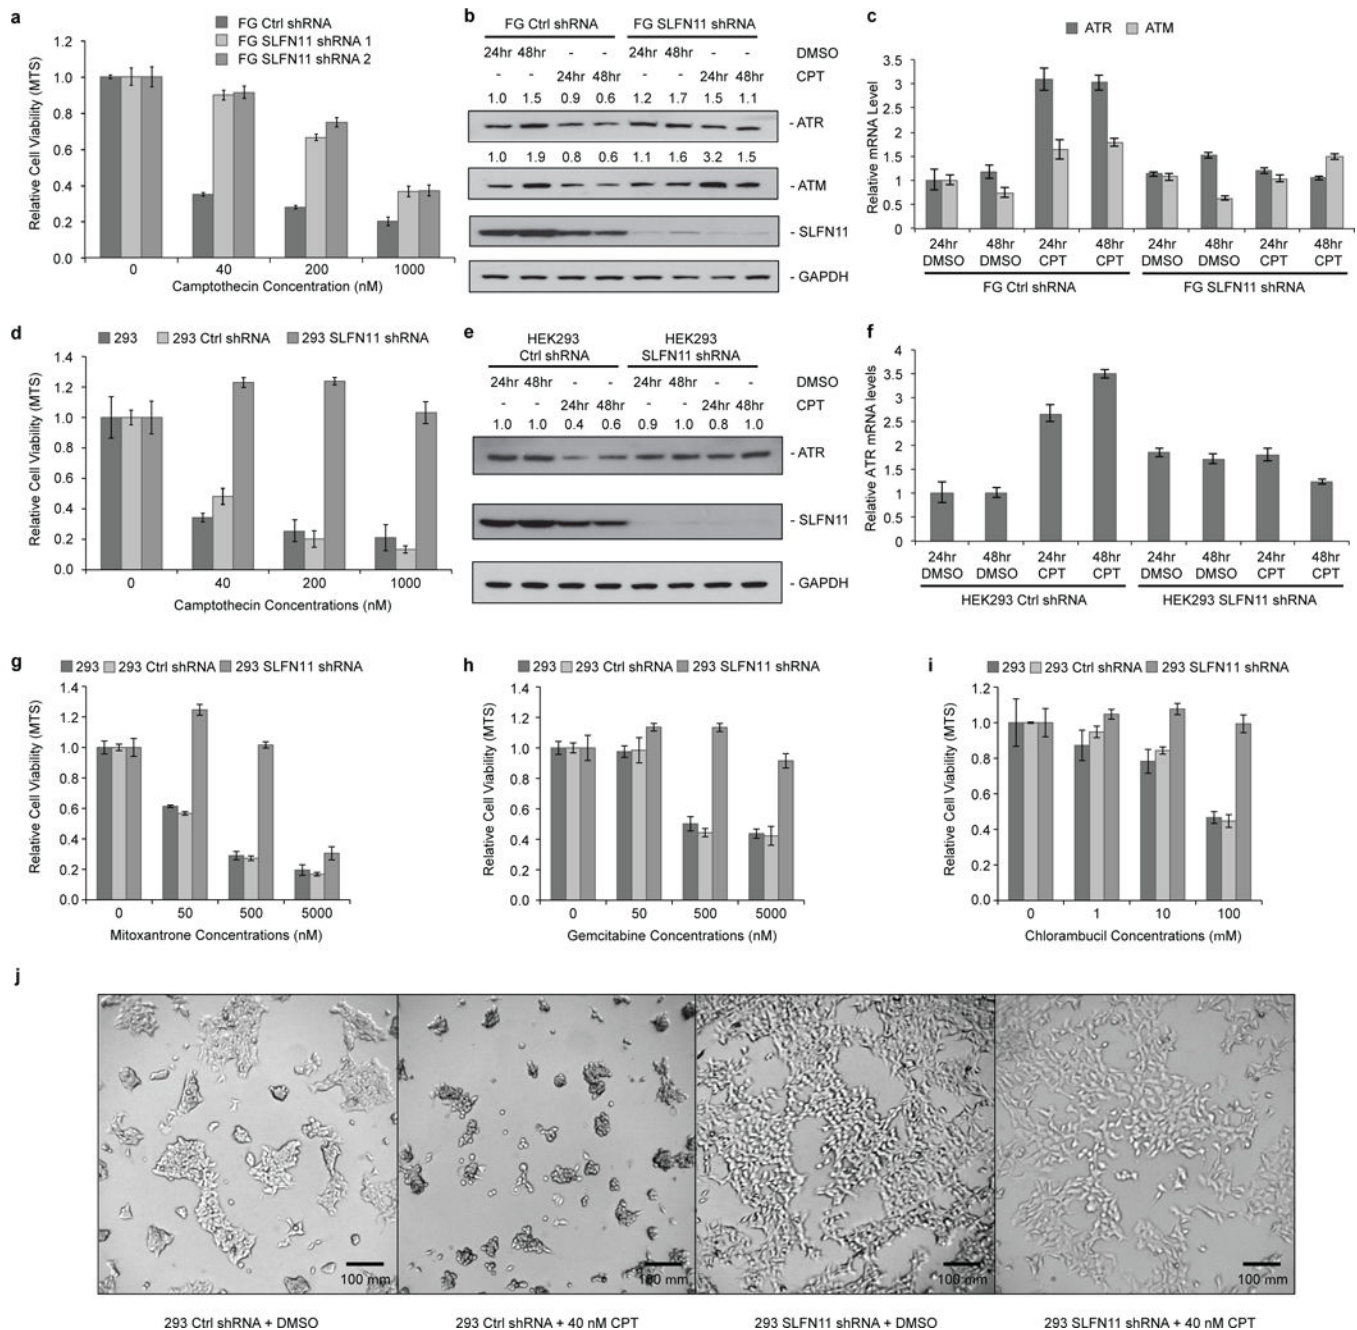 a
FG Ctrl shRNA
FG SLFN11 shRNA 1
FG SLFN11 shRNA 2
Relative Cell Viability (MTS)
1.2
1.0
0.8
0.6
0.4
0.2
0.0
0 40 200 1000
Camptothecin Concentration (nM)
b
FG Ctrl shRNA FG SLFN11 shRNA
24hr 48hr - - 24hr 48hr - - DMSO
- - 24hr 48hr - - 24hr 48hr CPT
1.0 1.5 0.9 0.6 1.2 1.7 1.5 1.1
- ATR
1.0 1.9 0.8 0.6 1.1 1.6 3.2 1.5
- ATM
- SLFN11
- GAPDH
c
ATR ATM
Relative mRNA Level
3.5
3
2.5
2
1.5
1
0.5
0
24hr 48hr 24hr 48hr 24hr 48hr 24hr 48hr
DMSO DMSO CPT CPT DMSO DMSO CPT CPT
FG Ctrl shRNA FG SLFN11 shRNA
d
293 293 Ctrl shRNA 293 SLFN11 shRNA
Relative Cell Viability (MTS)
1.4
1.2
1.0
0.8
0.6
0.4
0.2
0.0
0 40 200 1000
Camptothecin Concentrations (nM)
e
HEK293 HEK293
Ctrl shRNA SLFN11 shRNA
24hr 48hr - - 24hr 48hr - - DMSO
- - 24hr 48hr - - 24hr 48hr CPT
1.0 1.0 0.4 0.6 0.9 1.0 0.8 1.0
- ATR
- SLFN11
- GAPDH
f
Relative ATR mRNA levels
4
3.5
3
2.5
2
1.5
1
0.5
0
24hr 48hr 24hr 48hr 24hr 48hr 24hr 48hr
DMSO DMSO CPT CPT DMSO DMSO CPT CPT
HEK293 Ctrl shRNA HEK293 SLFN11 shRNA
g
293 293 Ctrl shRNA 293 SLFN11 shRNA
Relative Cell Viability (MTS)
1.4
1.2
1.0
0.8
0.6
0.4
0.2
0.0
0 50 500 5000
Mitoxantrone Concentrations (nM)
h
293 293 Ctrl shRNA 293 SLFN11 shRNA
Relative Cell Viability (MTS)
1.4
1.2
1.0
0.8
0.6
0.4
0.2
0.0
0 50 500 5000
Gemcitabine Concentrations (nM)
i
293 293 Ctrl shRNA 293 SLFN11 shRNA
Relative Cell Viability (MTS)
1.2
1.0
0.8
0.6
0.4
0.2
0.0
0 1 10 100
Chlorambucil Concentrations (mM)
j
100 mm 100 mm 100 mm 100 mm
293 Ctrl shRNA + DMSO 293 Ctrl shRNA + 40 nM CPT 293 SLFN11 shRNA + DMSO 293 SLFN11 shRNA + 40 nM CPT